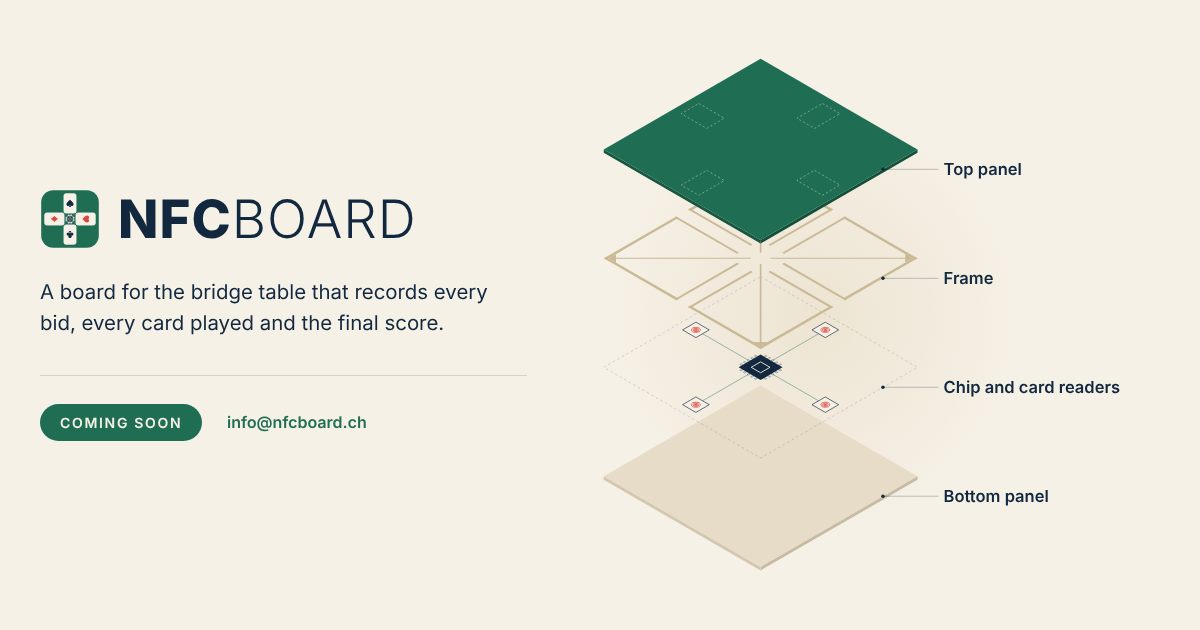 NFCBOARD
A board for the bridge table that records every
bid, every card played and the final score.
COMING SOON
info@nfcboard.ch
Top panel
Frame
Chip and card readers
Bottom panel